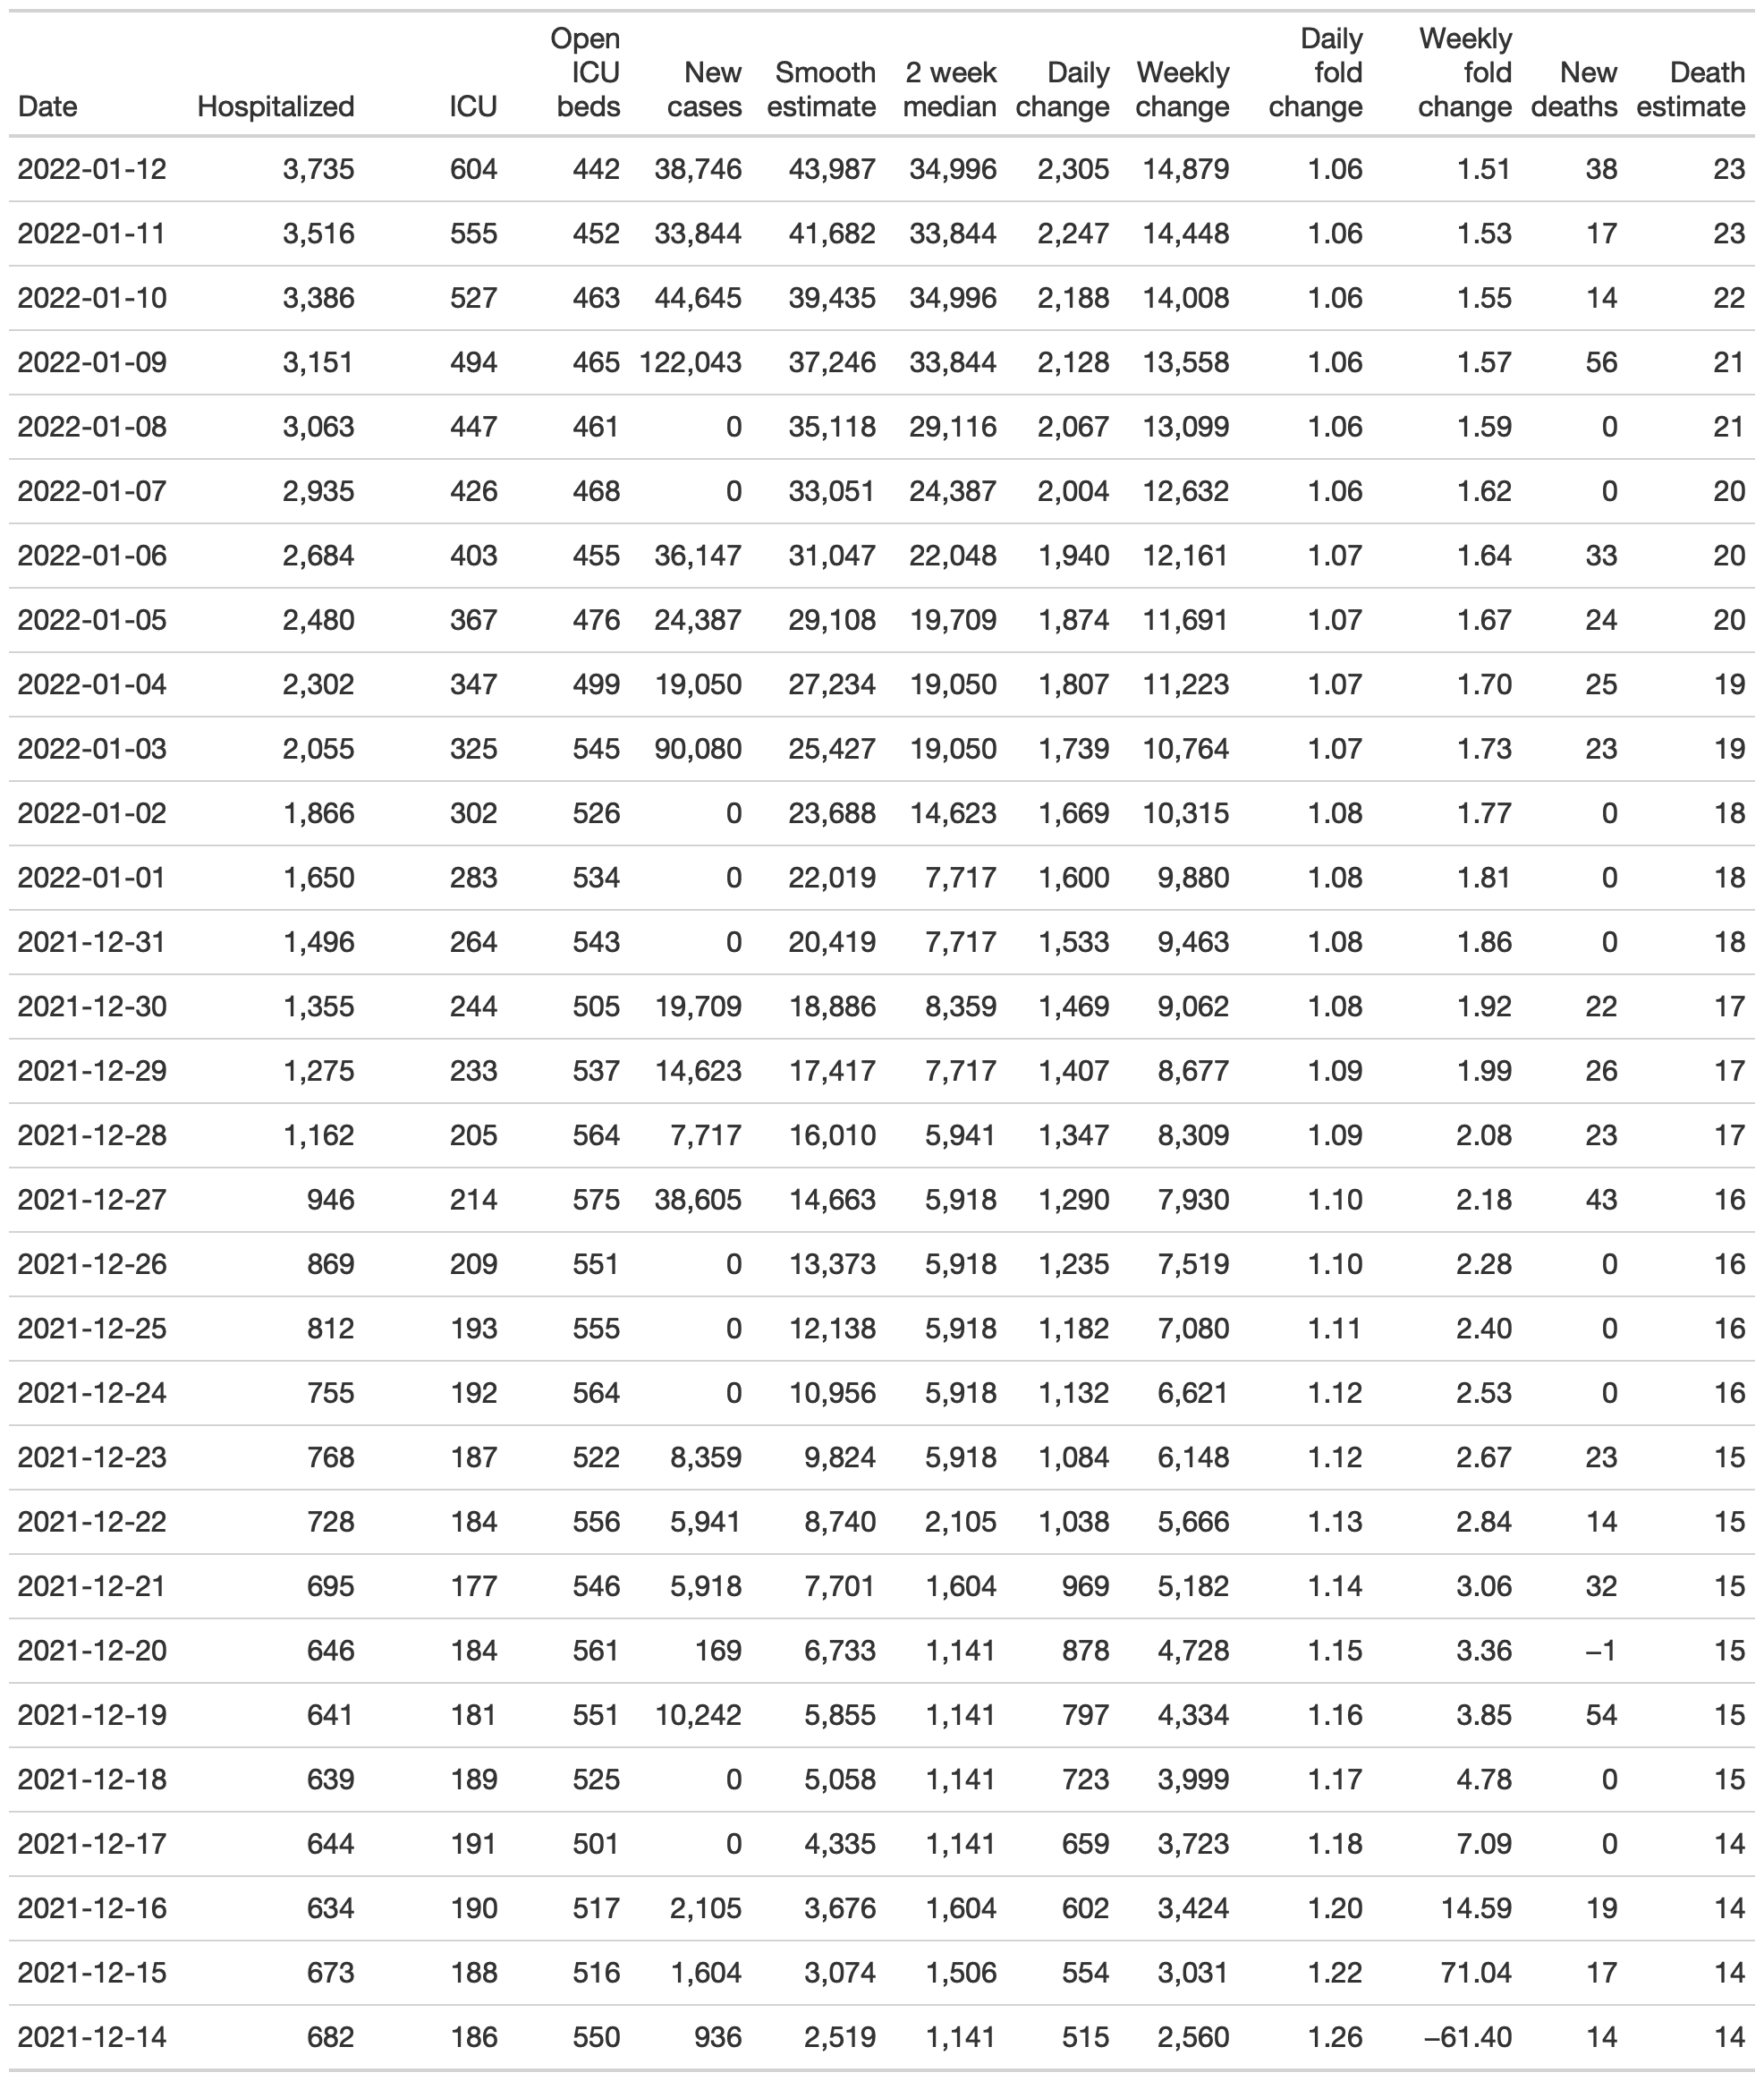 Date Hospitalized ICU Open ICU beds New cases Smooth estimate 2 week median Daily change Weekly change Daily fold change Weekly fold change New deaths Death estimate
2022-01-12 3,735 604 442 38,746 43,987 34,996 2,305 14,879 1.06 1.51 38 23
2022-01-11 3,516 555 452 33,844 41,682 33,844 2,247 14,448 1.06 1.53 17 23
2022-01-10 3,386 527 463 44,645 39,435 34,996 2,188 14,008 1.06 1.55 14 22
2022-01-09 3,151 494 465 122,043 37,246 33,844 2,128 13,558 1.06 1.57 56 21
2022-01-08 3,063 447 461 0 35,118 29,116 2,067 13,099 1.06 1.59 0 21
2022-01-07 2,935 426 468 0 33,051 24,387 2,004 12,632 1.06 1.62 0 20
2022-01-06 2,684 403 455 36,147 31,047 22,048 1,940 12,161 1.07 1.64 33 20
2022-01-05 2,480 367 476 24,387 29,108 19,709 1,874 11,691 1.07 1.67 24 20
2022-01-04 2,302 347 499 19,050 27,234 19,050 1,807 11,223 1.07 1.70 25 19
2022-01-03 2,055 325 545 90,080 25,427 19,050 1,739 10,764 1.07 1.73 23 19
2022-01-02 1,866 302 526 0 23,688 14,623 1,669 10,315 1.08 1.77 0 18
2022-01-01 1,650 283 534 0 22,019 7,717 1,600 9,880 1.08 1.81 0 18
2021-12-31 1,496 264 543 0 20,419 7,717 1,533 9,463 1.08 1.86 0 18
2021-12-30 1,355 244 505 19,709 18,886 8,359 1,469 9,062 1.08 1.92 22 17
2021-12-29 1,275 233 537 14,623 17,417 7,717 1,407 8,677 1.09 1.99 26 17
2021-12-28 1,162 205 564 7,717 16,010 5,941 1,347 8,309 1.09 2.08 23 17
2021-12-27 946 214 575 38,605 14,663 5,918 1,290 7,930 1.10 2.18 43 16
2021-12-26 869 209 551 0 13,373 5,918 1,235 7,519 1.10 2.28 0 16
2021-12-25 812 193 555 0 12,138 5,918 1,182 7,080 1.11 2.40 0 16
2021-12-24 755 192 564 0 10,956 5,918 1,132 6,621 1.12 2.53 0 16
2021-12-23 768 187 522 8,359 9,824 5,918 1,084 6,148 1.12 2.67 23 15
2021-12-22 728 184 556 5,941 8,740 2,105 1,038 5,666 1.13 2.84 14 15
2021-12-21 695 177 546 5,918 7,701 1,604 969 5,182 1.14 3.06 32 15
2021-12-20 646 184 561 169 6,733 1,141 878 4,728 1.15 3.36 –1 15
2021-12-19 641 181 551 10,242 5,855 1,141 797 4,334 1.16 3.85 54 15
2021-12-18 639 189 525 0 5,058 1,141 723 3,999 1.17 4.78 0 15
2021-12-17 644 191 501 0 4,335 1,141 659 3,723 1.18 7.09 0 14
2021-12-16 634 190 517 2,105 3,676 1,604 602 3,424 1.20 14.59 19 14
2021-12-15 673 188 516 1,604 3,074 1,506 554 3,031 1.22 71.04 17 14
2021-12-14 682 186 550 936 2,519 1,141 515 2,560 1.26 –61.40 14 14